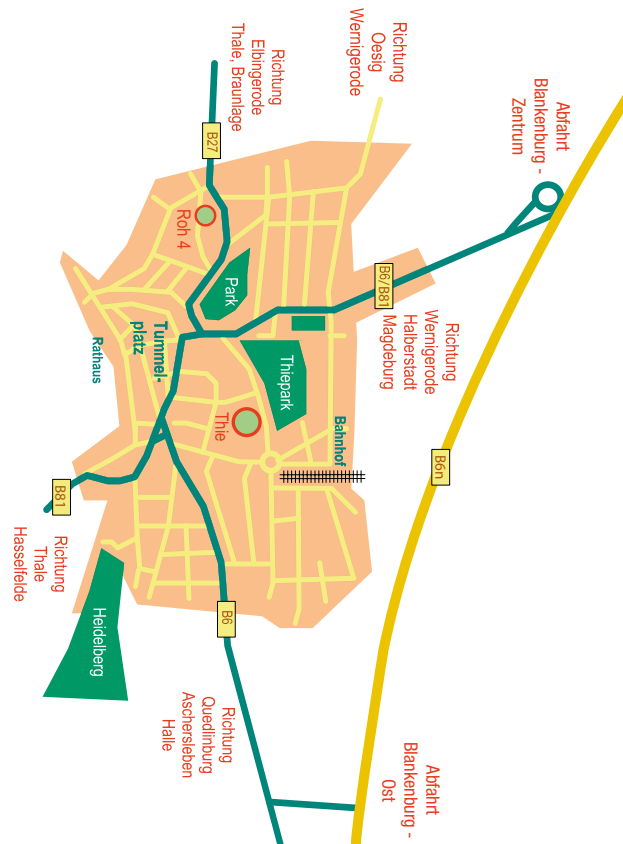 Richtung
Oesig
Wernigerode
Richtung
Elbingerode
Thale, Braunlage
Abfahrt
Blankenburg -
Zentrum
B27
Roh 4
Park
B6/B81
Richtung
Wernigerode
Halberstadt
Magdeburg
Tummel-
platz
Rathaus
Thiepark
Thie
Bahnhof
B6n
B81
Richtung
Thale
Hasselfelde
Heidelberg
B6
Richtung
Quedlinburg
Aschersleben
Halle
Abfahrt
Blankenburg -
Ost